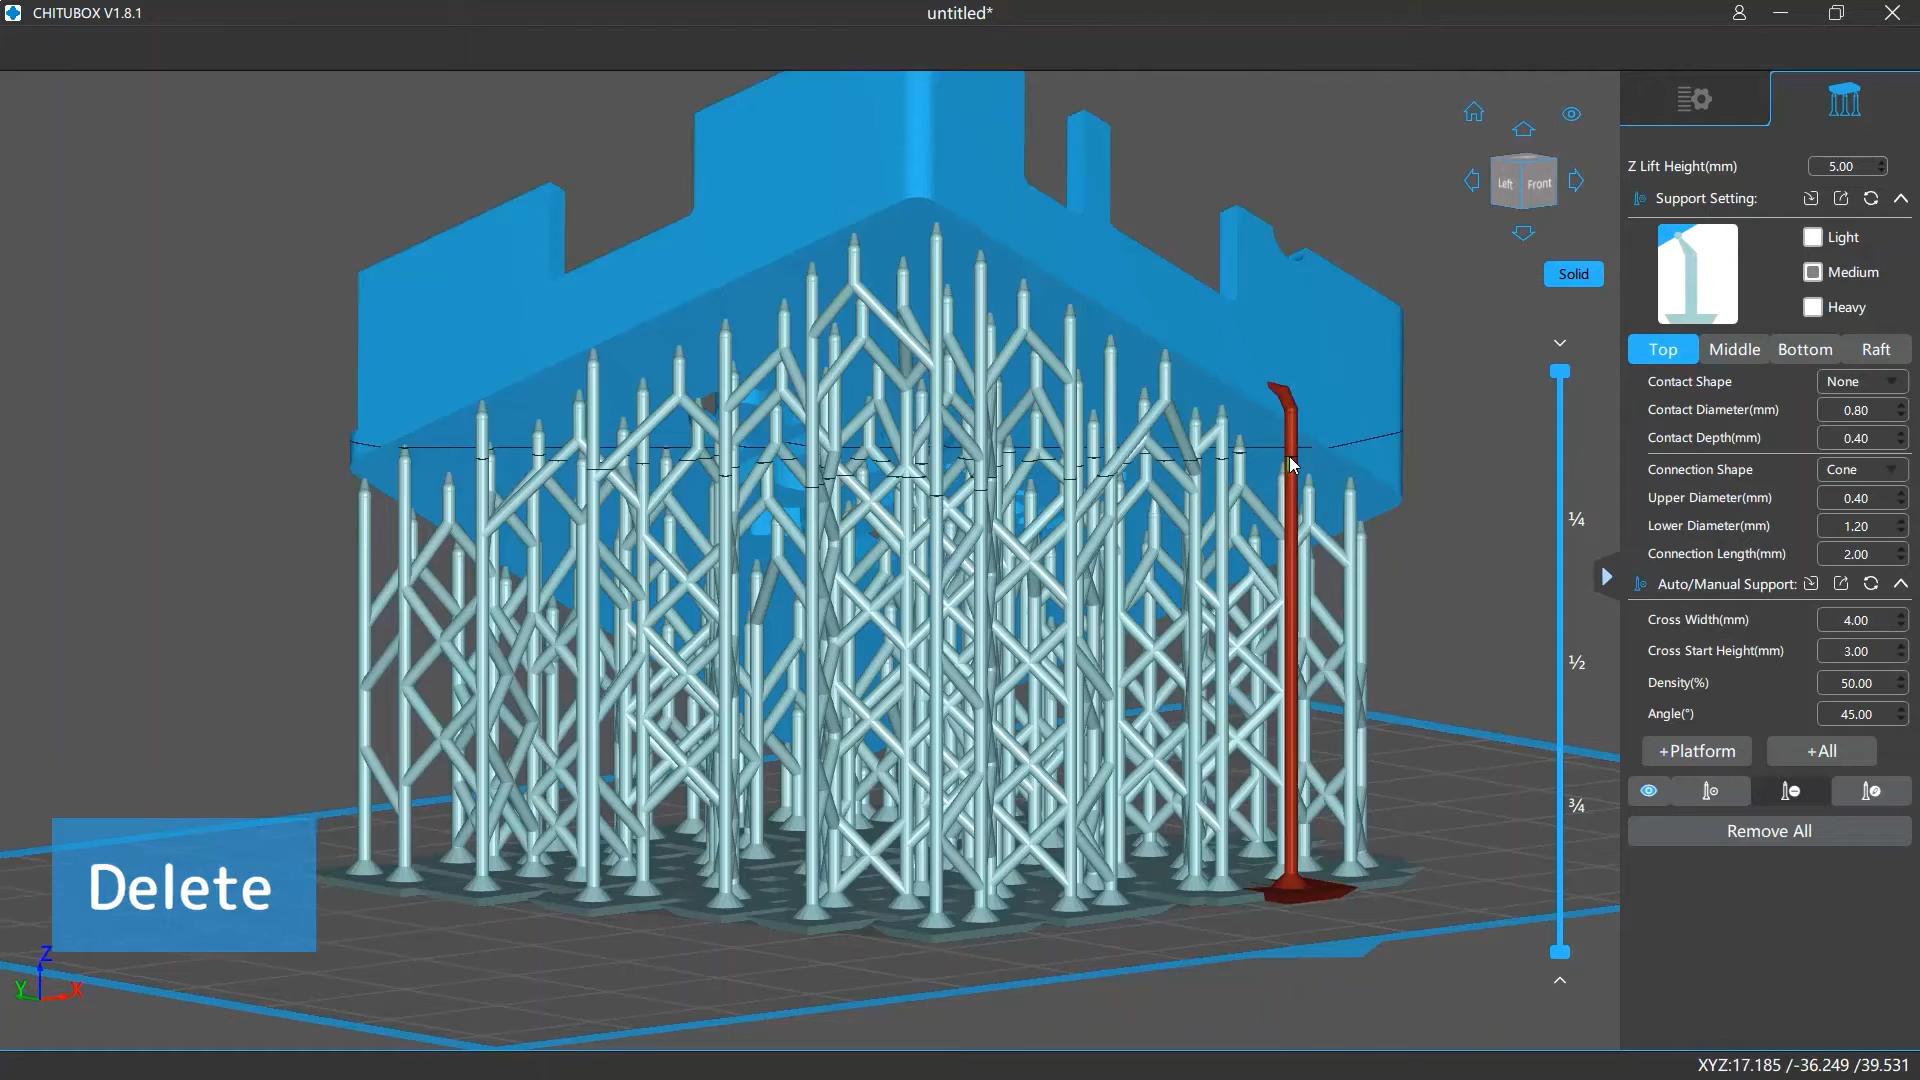 CHITUBOX V1.8.1
untitled*
Left
Front
Solid
¼
½
¾
Z Lift Height(mm) 5.00
Support Setting:
Light
Medium
Heavy
Top Middle Bottom Raft
Contact Shape None
Contact Diameter(mm) 0.80
Contact Depth(mm) 0.40
Connection Shape Cone
Upper Diameter(mm) 0.40
Lower Diameter(mm) 1.20
Connection Length(mm) 2.00
Auto/Manual Support:
Cross Width(mm) 4.00
Cross Start Height(mm) 3.00
Density(%) 50.00
Angle(°) 45.00
+Platform +All
Remove All
Delete
Z
Y
X
XYZ:17.185 /-36.249 /39.531